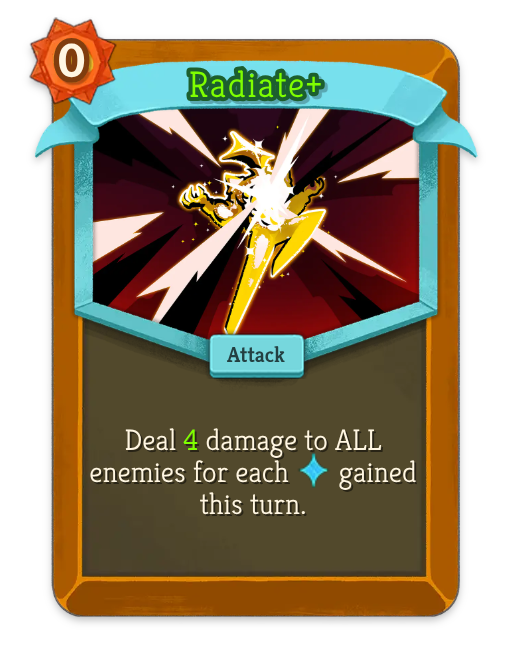 0
Radiate+
Attack
Deal 4 damage to ALL
enemies for each gained
this turn.